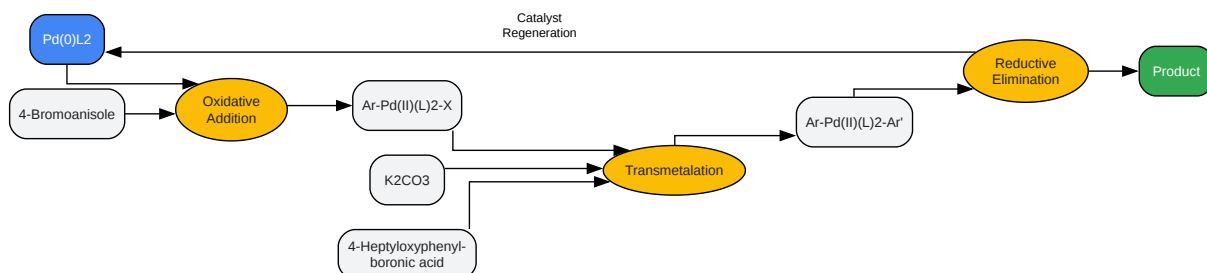 Catalyst
Regeneration
Pd(0)L2
4-Bromoanisole
Oxidative
Addition
Ar-Pd(II)(L)2-X
K2CO3
4-Heptyloxyphenyl-
boronic acid
Transmetalation
Ar-Pd(II)(L)2-Ar'
Reductive
Elimination
Product